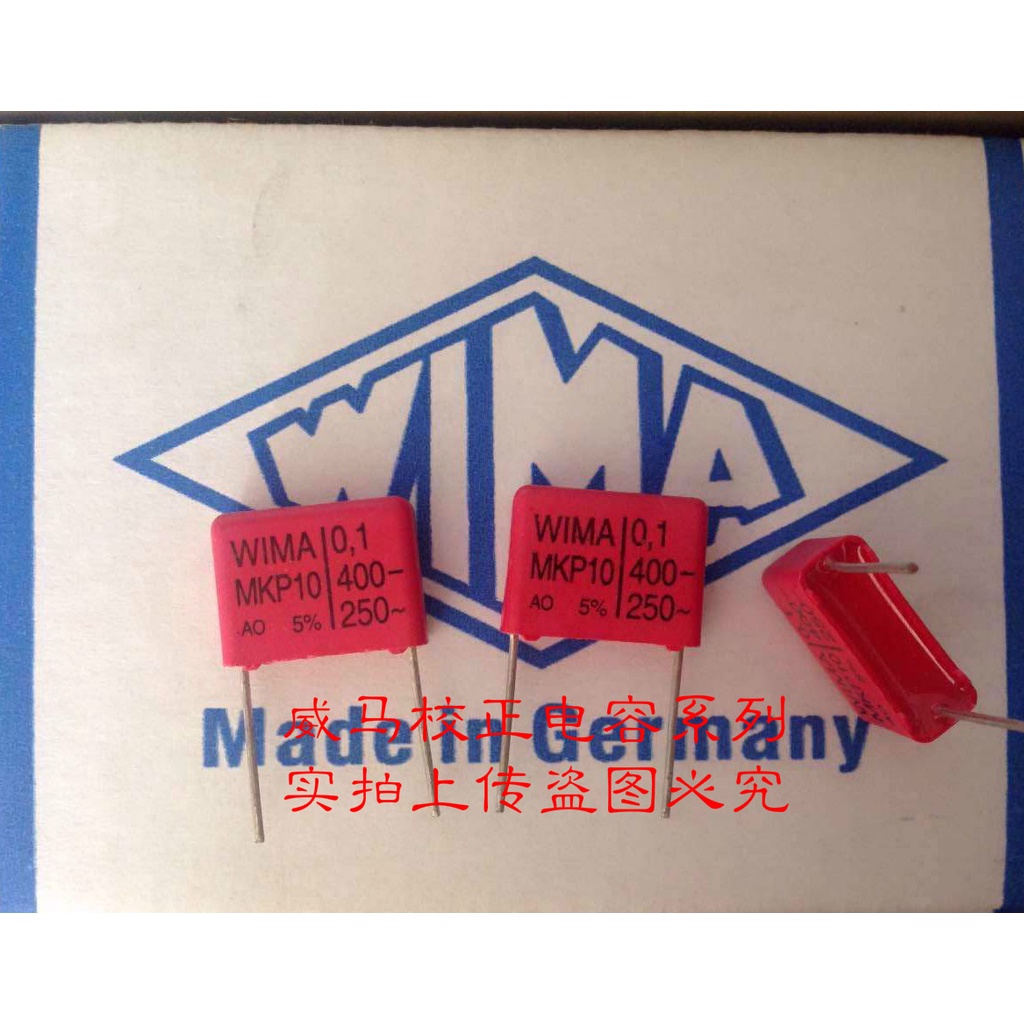 WIMA
WIMA 0,1
MKP10 400-
AO 5% 250~
WIMA 0,1
MKP10 400-
AO 5% 250~
Made in Germany
威马校正电容系列
实拍上传盗图必究